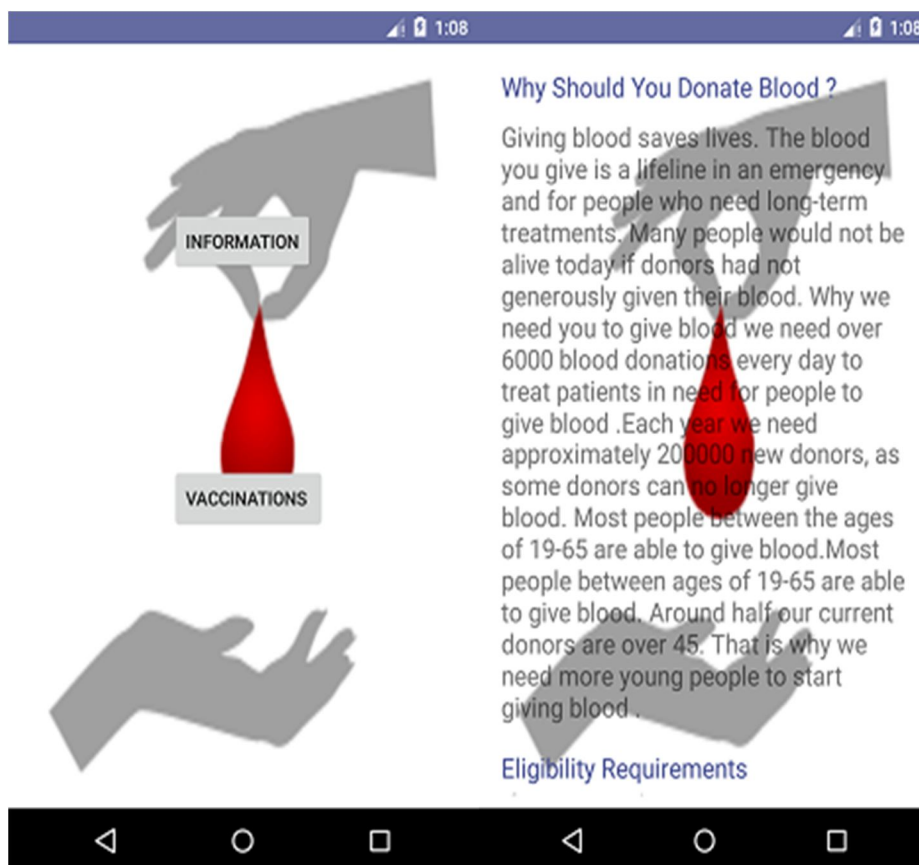 1:08
INFORMATION
VACCINATIONS
1:08
Why Should You Donate Blood ?
Giving blood saves lives. The blood
you give is a lifeline in an emergency
and for people who need long-term
treatments. Many people would not be
alive today if donors had not
generously given their blood. Why we
need you to give blood we need over
6000 blood donations every day to
treat patients in need for people to
give blood .Each year we need
approximately 200000 new donors, as
some donors can no longer give
blood. Most people between the ages
of 19-65 are able to give blood.Most
people between ages of 19-65 are able
to give blood. Around half our current
donors are over 45. That is why we
need more young people to start
giving blood .
Eligibility Requirements